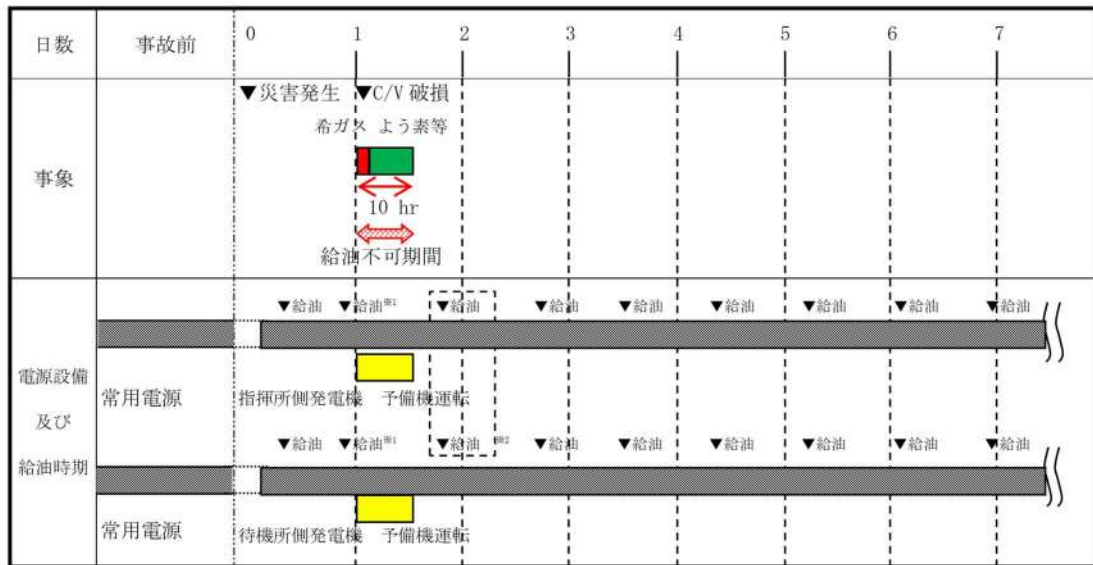 日数 事故前 0 1 2 3 4 5 6 7
▼災害発生 ▼C/V 破損
希ガス よう素等
事象
10 hr
給油不可期間
▼給油 ▼給油※1 ▼給油 ▼給油 ▼給油 ▼給油 ▼給油 ▼給油 ▼給油
電源設備
及び
給油時期
常用電源 指揮所側発電機 予備機運転
▼給油 ▼給油※1 ▼給油 ※2 ▼給油 ▼給油 ▼給油 ▼給油 ▼給油 ▼給油
常用電源 待機所側発電機 予備機運転